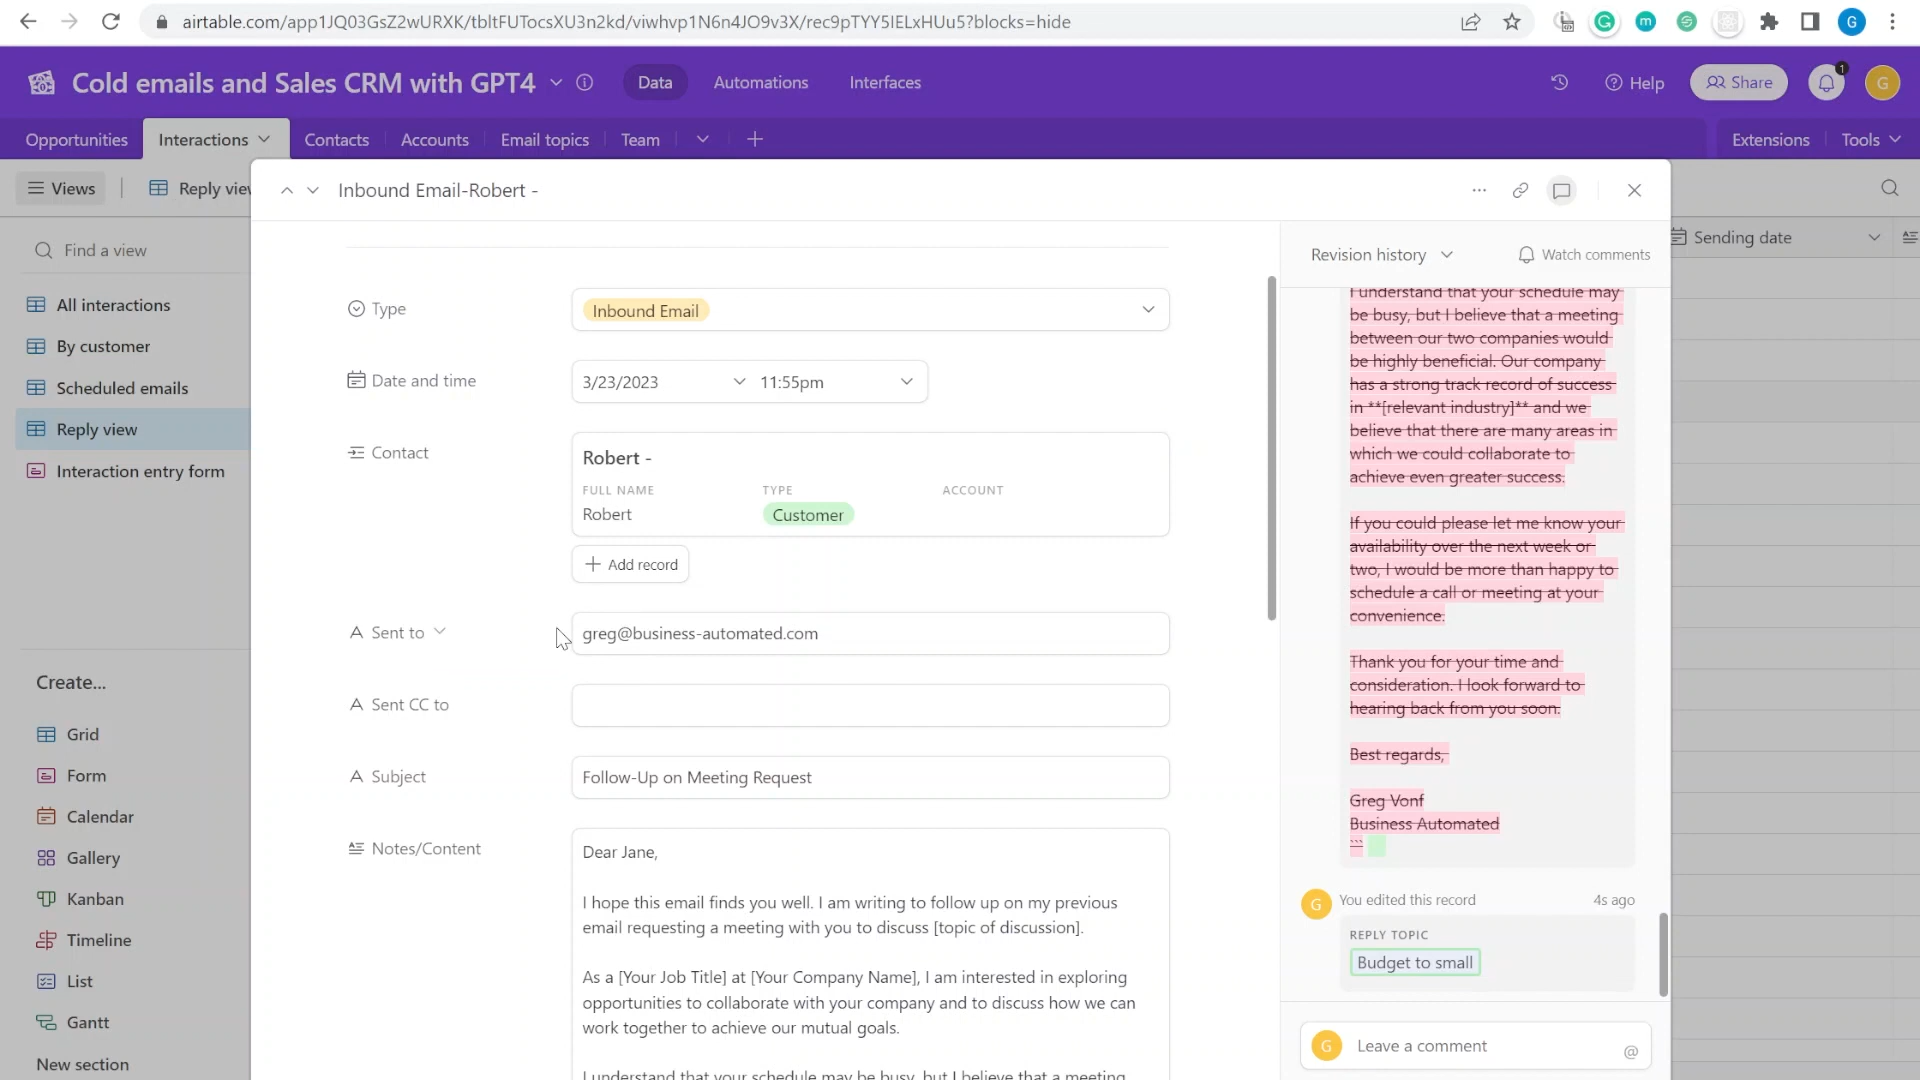 airtable.com/app1JQ03GsZ2wURXK/tbltFUTocsXU3n2kd/viwhvp1N6n4JO9v3X/rec9pTYY5IELxHUu5?blocks=hide
G
m
G
Cold emails and Sales CRM with GPT4
Data
Automations
Interfaces
Help
Share
1
G
Opportunities
Interactions
Contacts
Accounts
Email topics
Team
Extensions
Tools
Views
Reply view
Inbound Email-Robert -
Find a view
All interactions
By customer
Scheduled emails
Reply view
Interaction entry form
Create...
Grid
Form
Calendar
Gallery
Kanban
Timeline
List
Gantt
New section
Type
Inbound Email
Date and time
3/23/2023
11:55pm
Contact
Robert -
FULL NAME
TYPE
ACCOUNT
Robert
Customer
Add record
Sent to
greg@business-automated.com
Sent CC to
Subject
Follow-Up on Meeting Request
Notes/Content
Dear Jane,
I hope this email finds you well. I am writing to follow up on my previous
email requesting a meeting with you to discuss [topic of discussion].
As a [Your Job Title] at [Your Company Name], I am interested in exploring
opportunities to collaborate with your company and to discuss how we can
work together to achieve our mutual goals.
I understand that your schedule may be busy, but I believe that a meeting
Revision history
Watch comments
I understand that your schedule may
be busy, but I believe that a meeting
between our two companies would
be highly beneficial. Our company
has a strong track record of success
in **[relevant industry]** and we
believe that there are many areas in
which we could collaborate to
achieve even greater success.
If you could please let me know your
availability over the next week or
two, I would be more than happy to
schedule a call or meeting at your
convenience.
Thank you for your time and
consideration. I look forward to
hearing back from you soon.
Best regards,
Greg Vonf
Business Automated
```
G
You edited this record
4s ago
REPLY TOPIC
Budget to small
G
Leave a comment
@
Sending date